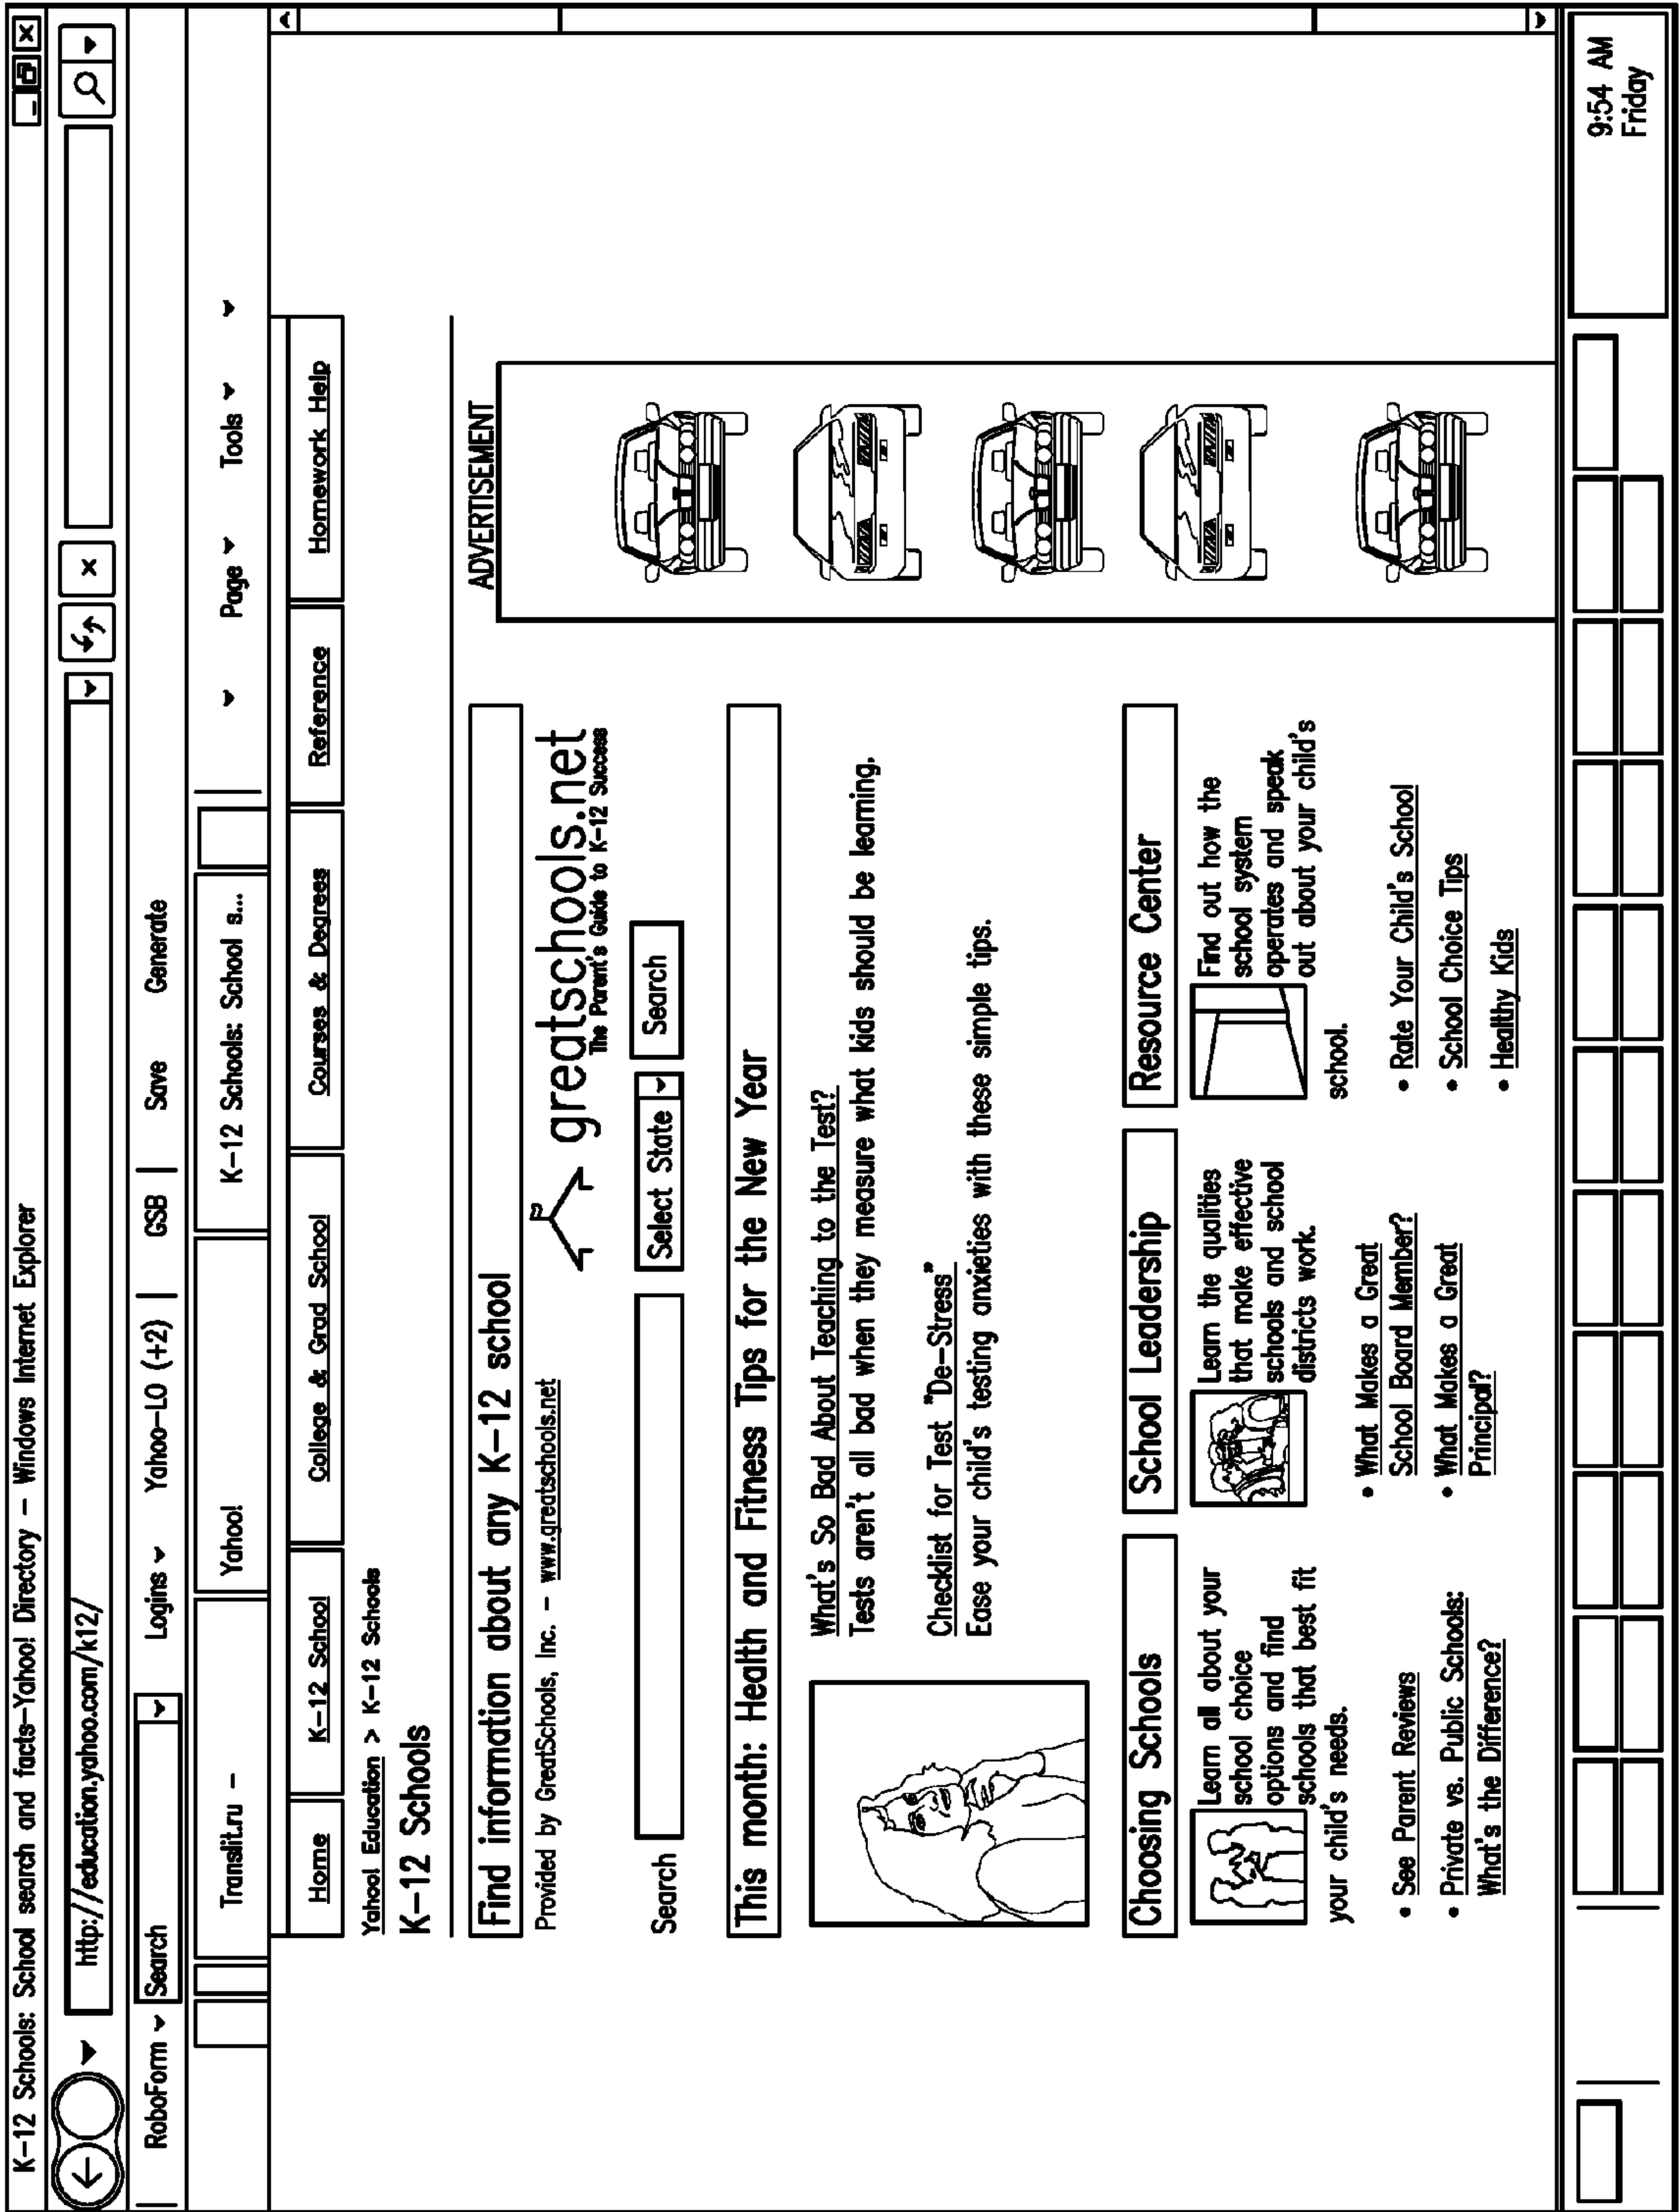 K-12 Schools: School search and facts-Yahoo! Directory - Windows Internet Explorer
http://education.yahoo.com/k12/
RoboForm Search Logins Yahoo-LO (+2) GSB Save Generate
Translit.ru - Yahoo! K-12 Schools: School s... Page Tools
Home K-12 School College & Grad School Courses & Degrees Reference Homework Help
Yahoo! Education > K-12 Schools
K-12 Schools
ADVERTISEMENT
Find information about any K-12 school
Provided by GreatSchools, Inc. - www.greatschools.net
greatschools.net
The Parent's Guide to K-12 Success
Search Select State Search
This month: Health and Fitness Tips for the New Year
What's So Bad About Teaching to the Test?
Tests aren't all bad when they measure what kids should be learning.
Checklist for Test "De-Stress"
Ease your child's testing anxieties with these simple tips.
Choosing Schools
Learn all about your
school choice
options and find
schools that best fit
your child's needs.
• See Parent Reviews
• Private vs. Public Schools:
What's the Difference?
School Leadership
Learn the qualities
that make effective
schools and school
districts work.
• What Makes a Great
School Board Member?
• What Makes a Great
Principal?
Resource Center
Find out how the
school system
operates and speak
out about your child's
school.
• Rate Your Child's School
• School Choice Tips
• Healthy Kids
9:54 AM
Friday